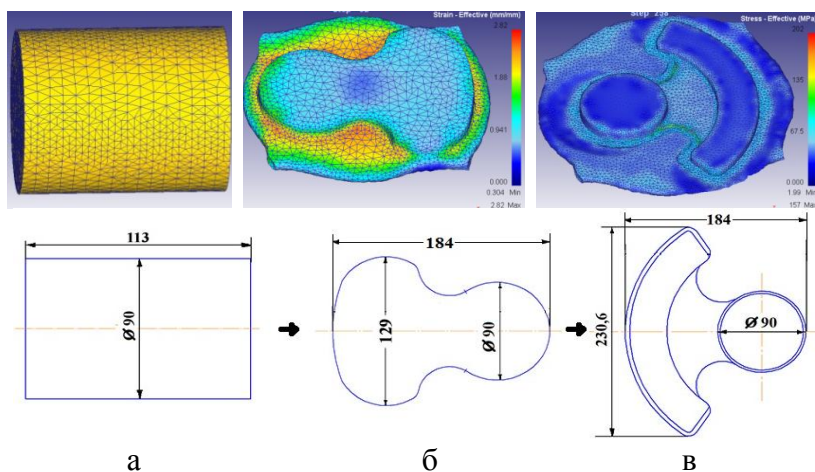 Strain - Effective (mm/mm)
2.82
1.88
0.941
0.000
0.304 Min
2.82 Max
Step 258
Stress - Effective (MPa)
202
135
67.5
0.000
1.99 Min
157 Max
113
Ø 90
184
129
Ø 90
184
230,6
Ø 90
а
б
в